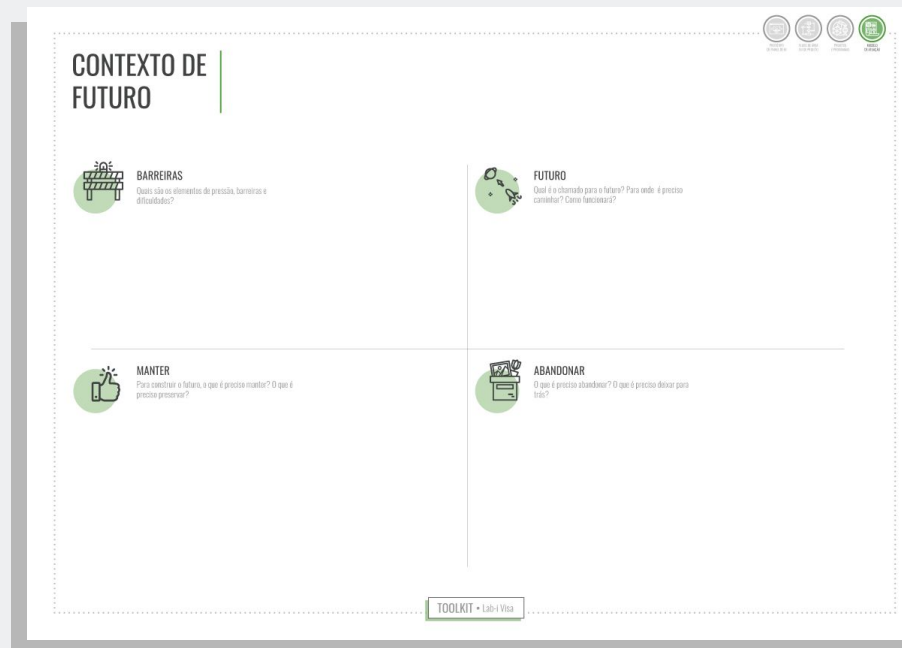 CONTEXTO DE
FUTURO
BARREIRAS
Quais são os elementos de pressão, barreiras e
dificuldades?
FUTURO
Qual é o chamado para o futuro? Para onde é preciso
caminhar? Como funcionará?
MANTER
Para construir o futuro, o que é preciso manter? O que é
preciso preservar?
ABANDONAR
O que é preciso abandonar? O que é preciso deixar para
trás?
TOOLKIT • Lab-i Visa